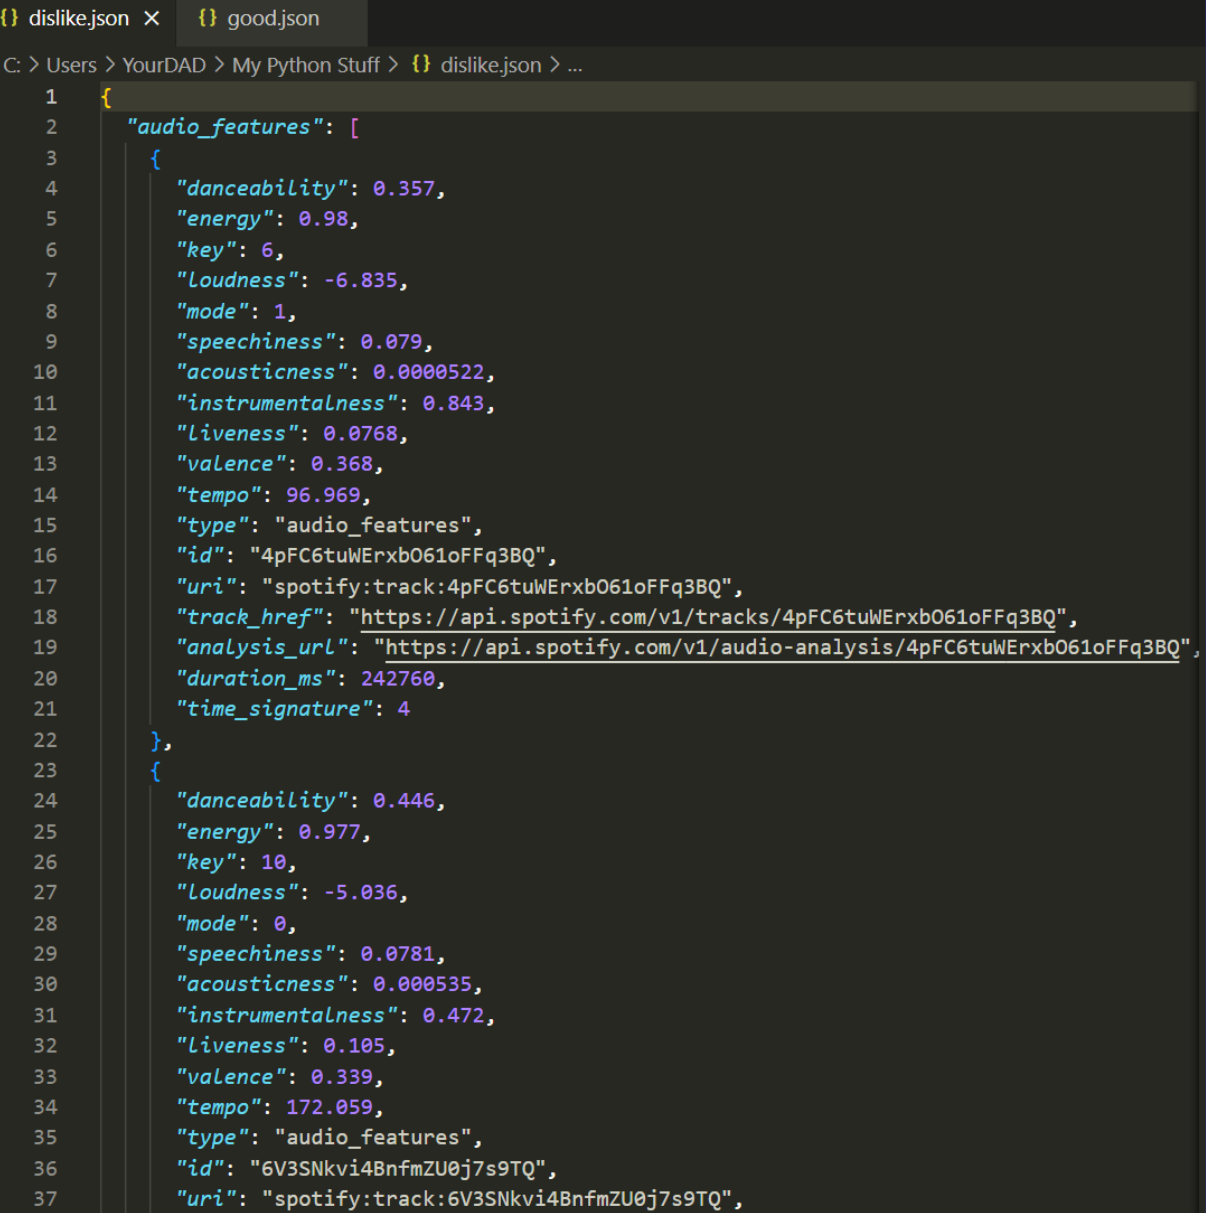 {} dislike.json ✕ {} good.json
C: > Users > YourDAD > My Python Stuff > {} dislike.json > ...
1 {
2 "audio_features": [
3 {
4 "danceability": 0.357,
5 "energy": 0.98,
6 "key": 6,
7 "loudness": -6.835,
8 "mode": 1,
9 "speechiness": 0.079,
10 "acousticness": 0.0000522,
11 "instrumentalness": 0.843,
12 "liveness": 0.0768,
13 "valence": 0.368,
14 "tempo": 96.969,
15 "type": "audio_features",
16 "id": "4pFC6tuWErxbO61oFFq3BQ",
17 "uri": "spotify:track:4pFC6tuWErxbO61oFFq3BQ",
18 "track_href": "https://api.spotify.com/v1/tracks/4pFC6tuWErxbO61oFFq3BQ",
19 "analysis_url": "https://api.spotify.com/v1/audio-analysis/4pFC6tuWErxbO61oFFq3BQ",
20 "duration_ms": 242760,
21 "time_signature": 4
22 },
23 {
24 "danceability": 0.446,
25 "energy": 0.977,
26 "key": 10,
27 "loudness": -5.036,
28 "mode": 0,
29 "speechiness": 0.0781,
30 "acousticness": 0.000535,
31 "instrumentalness": 0.472,
32 "liveness": 0.105,
33 "valence": 0.339,
34 "tempo": 172.059,
35 "type": "audio_features",
36 "id": "6V3SNkvi4BnfmZU0j7s9TQ",
37 "uri": "spotify:track:6V3SNkvi4BnfmZU0j7s9TQ",